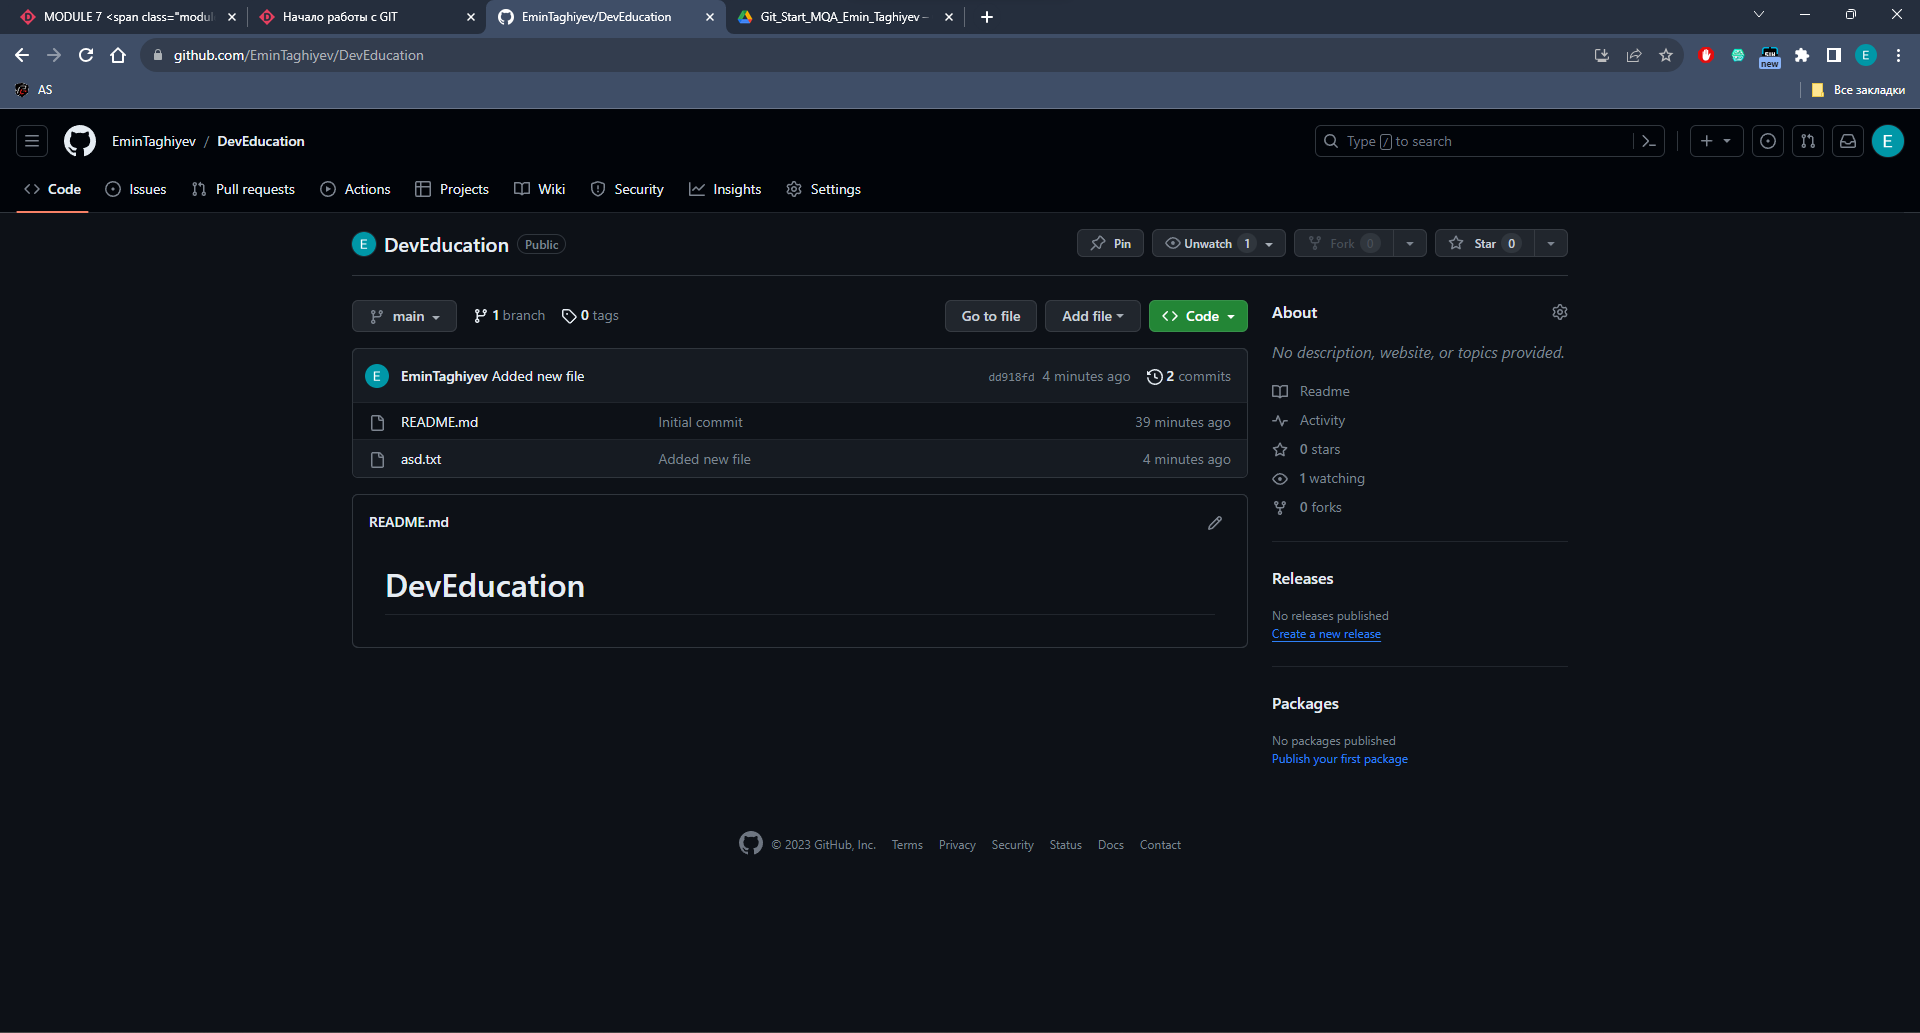 MODULE 7 <span class="modu
Начало работы с GIT
EminTaghiyev/DevEducation
Git_Start_MQA_Emin_Taghiyev –
github.com/EminTaghiyev/DevEducation
new
E
AS
Все закладки
EminTaghiyev / DevEducation
Type / to search
E
Code
Issues
Pull requests
Actions
Projects
Wiki
Security
Insights
Settings
E DevEducation Public
Pin
Unwatch 1
Fork 0
Star 0
main
1 branch
0 tags
Go to file
Add file
Code
E EminTaghiyev Added new file dd918fd 4 minutes ago 2 commits
README.md Initial commit 39 minutes ago
asd.txt Added new file 4 minutes ago
README.md
DevEducation
About
No description, website, or topics provided.
Readme
Activity
0 stars
1 watching
0 forks
Releases
No releases published
Create a new release
Packages
No packages published
Publish your first package
© 2023 GitHub, Inc. Terms Privacy Security Status Docs Contact